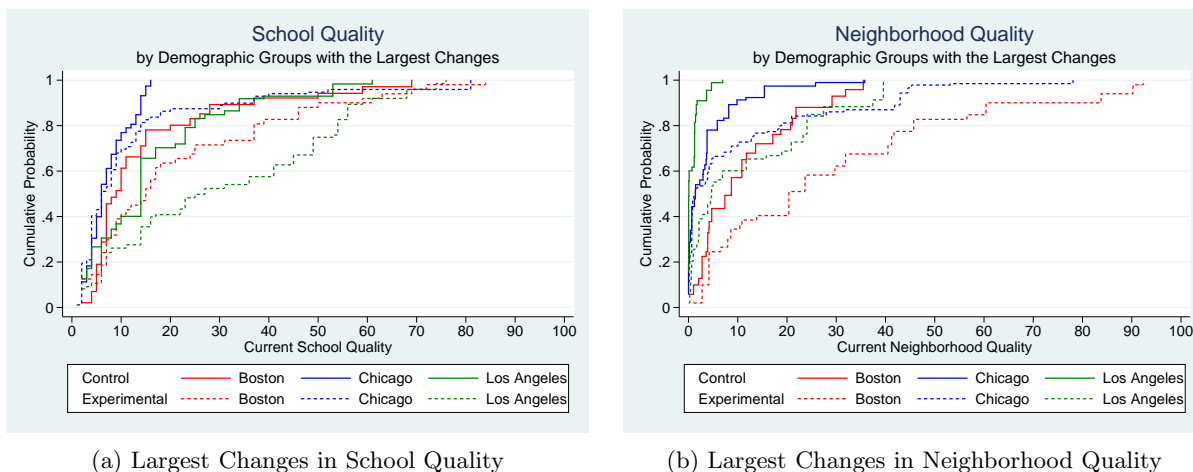 School Quality
by Demographic Groups with the Largest Changes
Cumulative Probability
1
.8
.6
.4
.2
0
0 10 20 30 40 50 60 70 80 90 100
Current School Quality
Control Boston Chicago Los Angeles
Experimental Boston Chicago Los Angeles
(a) Largest Changes in School Quality
Neighborhood Quality
by Demographic Groups with the Largest Changes
Cumulative Probability
1
.8
.6
.4
.2
0
0 10 20 30 40 50 60 70 80 90 100
Current Neighborhood Quality
Control Boston Chicago Los Angeles
Experimental Boston Chicago Los Angeles
(b) Largest Changes in Neighborhood Quality